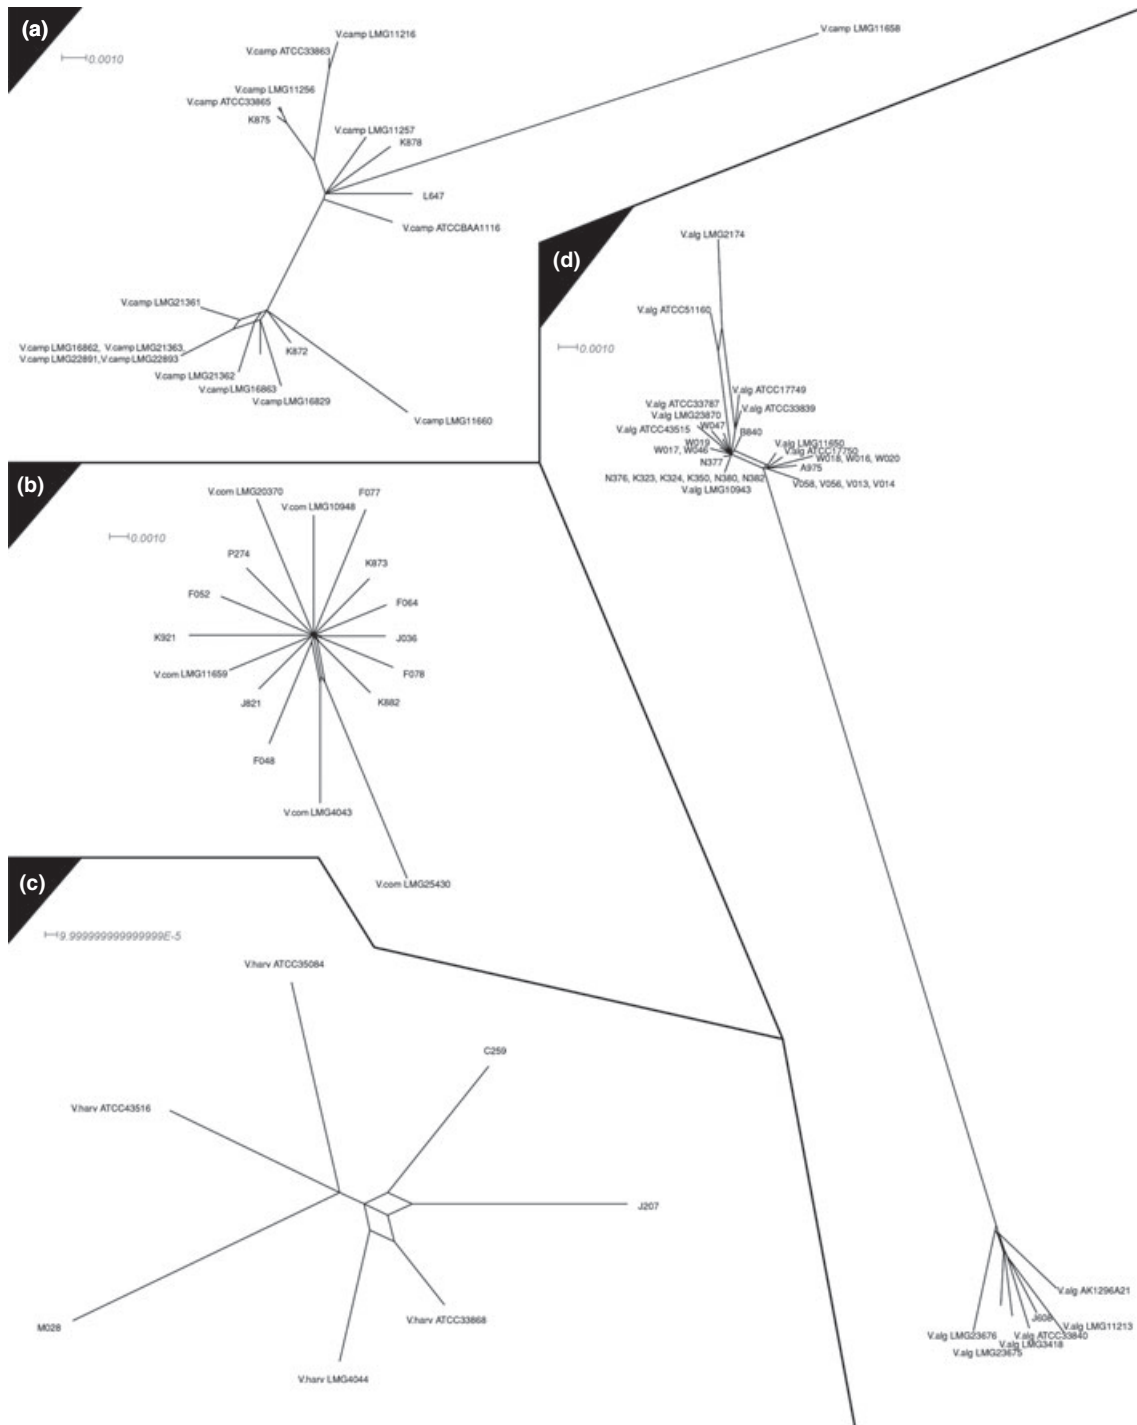 (a)
0.0010
V.camp LMG11216
V.camp ATCC33863
V.camp LMG11658
V.camp LMG11256
V.camp ATCC33865
K875
V.camp LMG11257
K878
L647
V.camp ATCCBAA1116
V.camp LMG21361
V.camp LMG16862, V.camp LMG21363,
V.camp LMG22891,V.camp LMG22893
K872
V.camp LMG21362
V.camp LMG16863
V.camp LMG16829
V.camp LMG11660
(b)
0.0010
V.com LMG20370
F077
V.com LMG10948
P274
K873
F052
F064
K921
J036
V.com LMG11659
F078
J821
K882
F048
V.com LMG4043
V.com LMG25430
(c)
9.999999999999999E-5
V.harv ATCC35084
C259
V.harv ATCC43516
J207
M028
V.harv ATCC33868
V.harv LMG4044
(d)
0.0010
V.alg LMG2174
V.alg ATCC51160
V.alg ATCC17749
V.alg ATCC33787
V.alg ATCC33839
V.alg LMG23870
W047
V.alg ATCC43515
B840
W019
V.alg LMG11650
W017, W046
V.alg ATCC17750
W018, W016, W020
N377
A975
N376, K323, K324, K350, N380, N382
V058, V056, V013, V014
V.alg LMG10943
V.alg AK1296A21
J608
V.alg LMG11213
V.alg LMG23676
V.alg ATCC33840
V.alg LMG3418
V.alg LMG23675